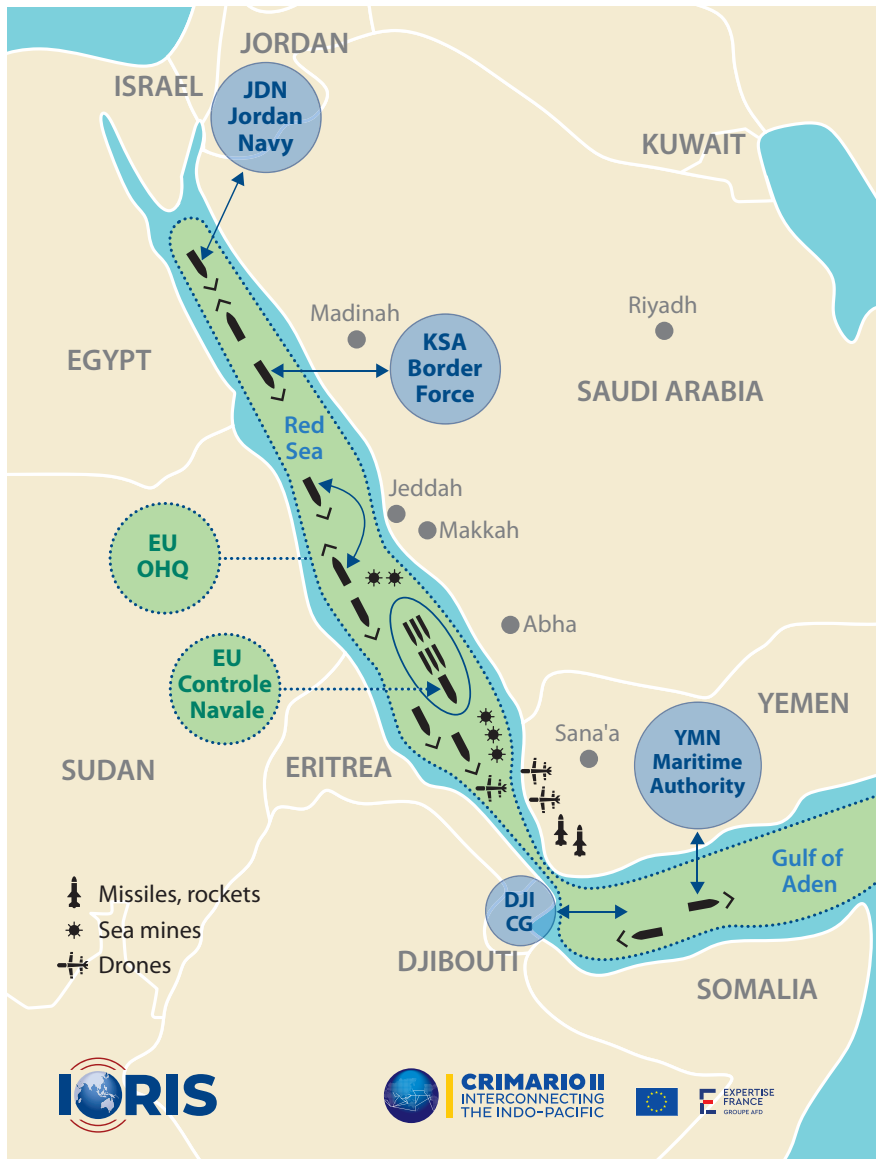 JORDAN
ISRAEL
JDN
Jordan
Navy
KUWAIT
Madinah
Riyadh
EGYPT
KSA
Border
Force
SAUDI ARABIA
Red
Sea
Jeddah
Makkah
EU
OHQ
Abha
EU
Controle
Navale
YEMEN
Sana'a
YMN
Maritime
Authority
SUDAN
ERITREA
Gulf of
Aden
Missiles, rockets
Sea mines
Drones
DJI
CG
DJIBOUTI
SOMALIA
IORIS
CRIMARIO II
INTERCONNECTING
THE INDO-PACIFIC
EXPERTISE
FRANCE
GROUPE AFD